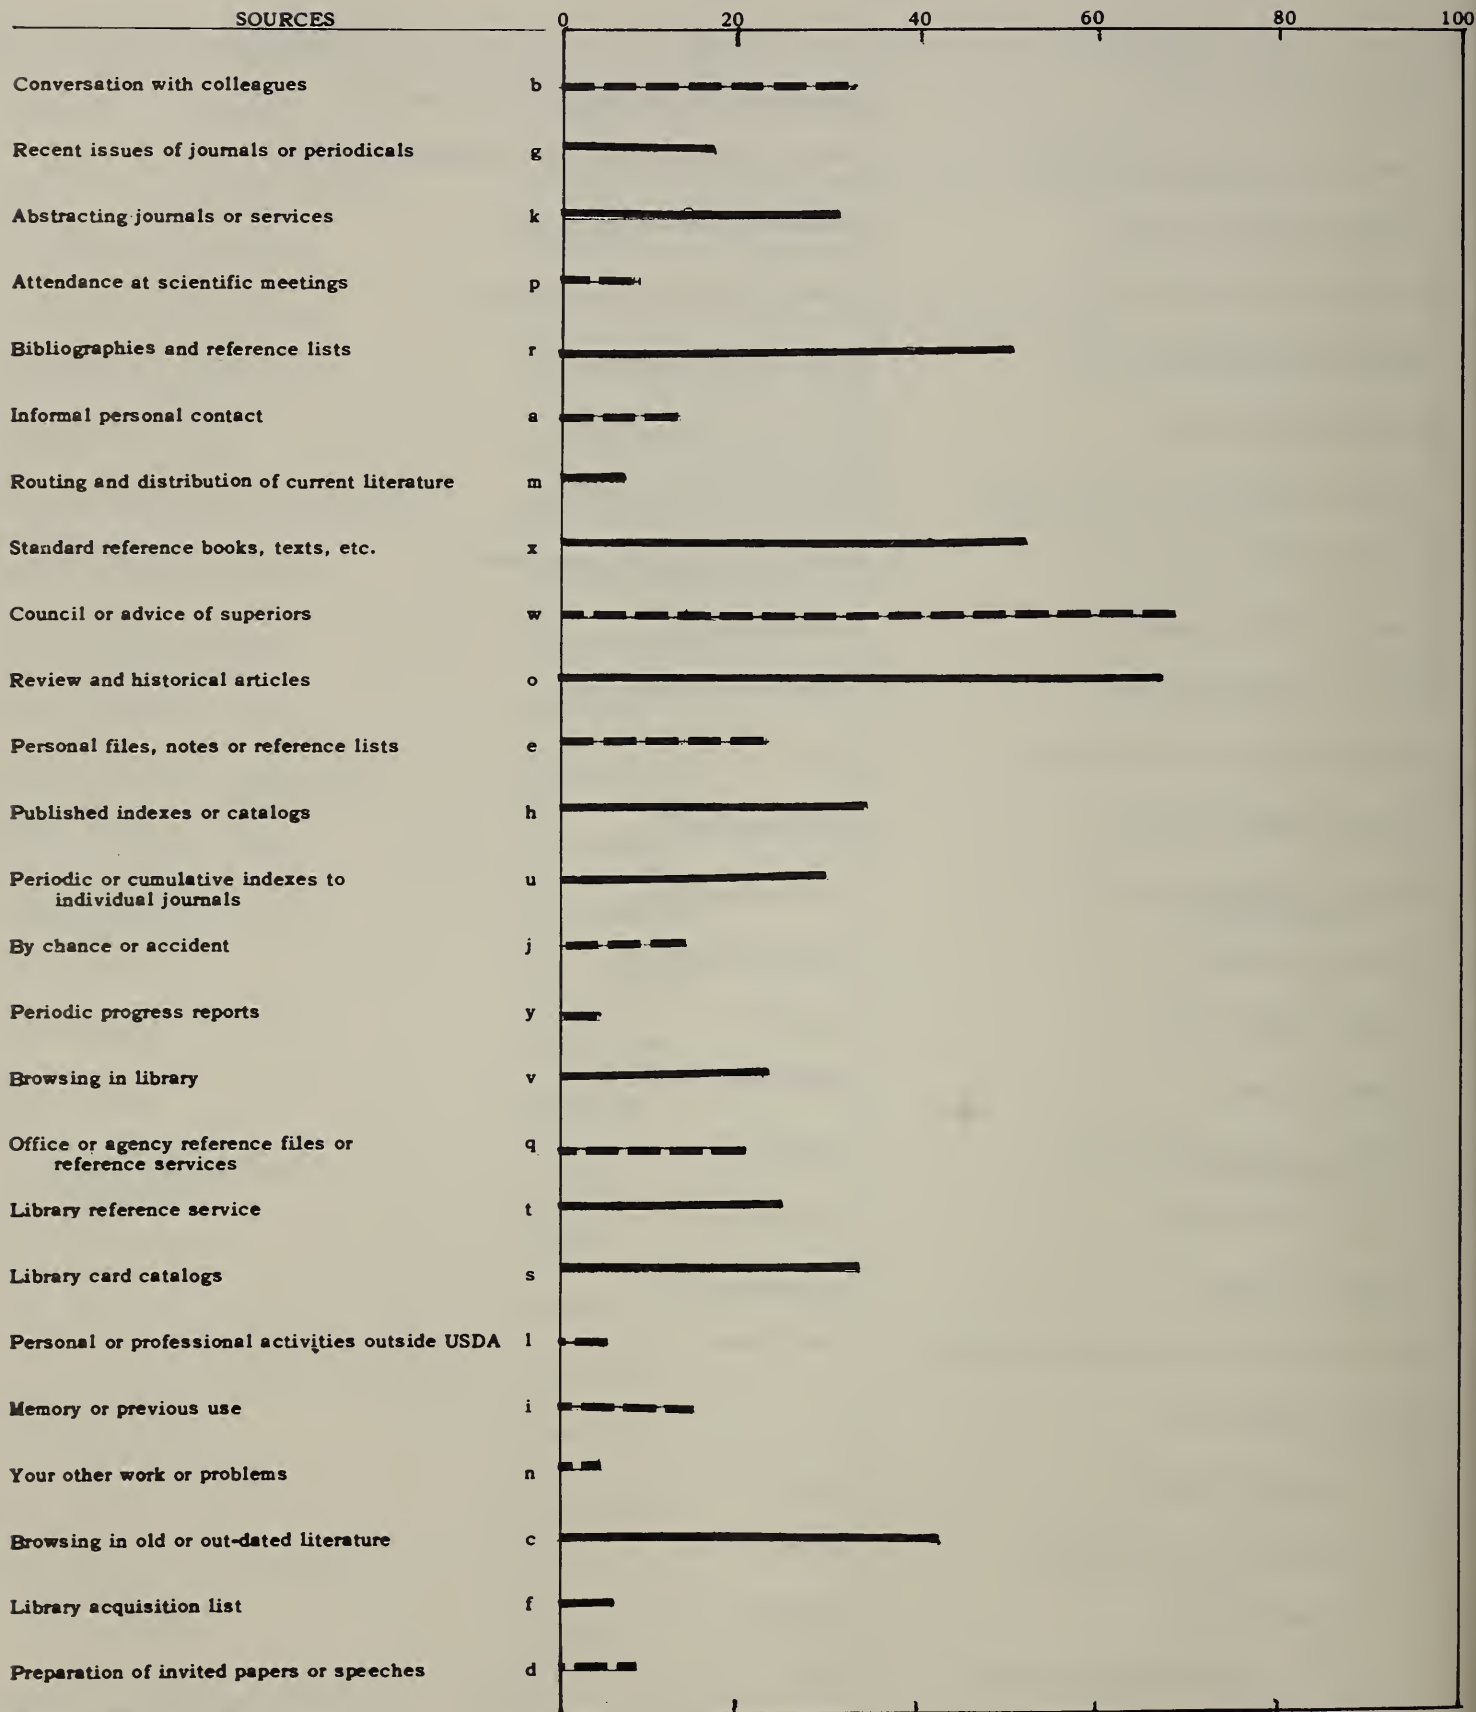 SOURCES 0 20 40 60 80 100
Conversation with colleagues b
Recent issues of journals or periodicals g
Abstracting journals or services k
Attendance at scientific meetings p
Bibliographies and reference lists r
Informal personal contact a
Routing and distribution of current literature m
Standard reference books, texts, etc. x
Council or advice of superiors w
Review and historical articles o
Personal files, notes or reference lists e
Published indexes or catalogs h
Periodic or cumulative indexes to u
individual journals
By chance or accident j
Periodic progress reports y
Browsing in library v
Office or agency reference files or q
reference services
Library reference service t
Library card catalogs s
Personal or professional activities outside USDA l
Memory or previous use i
Your other work or problems n
Browsing in old or out-dated literature c
Library acquisition list f
Preparation of invited papers or speeches d